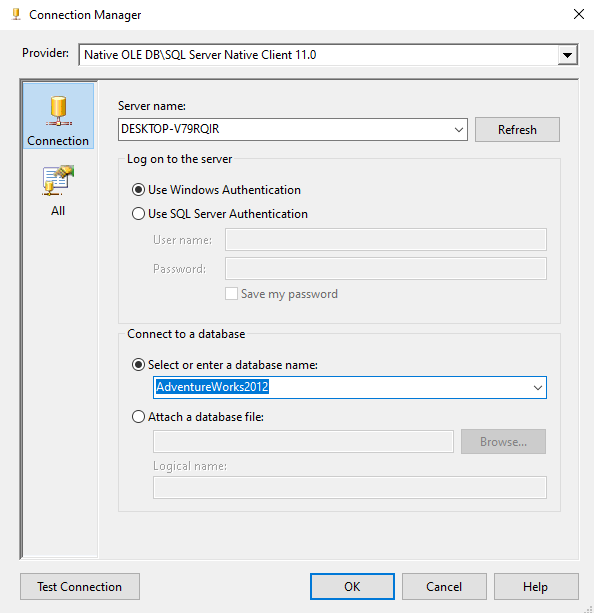 Connection Manager
Provider: Native OLE DB\SQL Server Native Client 11.0
Connection
All
Server name:
DESKTOP-V79RQIR
Refresh
Log on to the server
Use Windows Authentication
Use SQL Server Authentication
User name:
Password:
Save my password
Connect to a database
Select or enter a database name:
AdventureWorks2012
Attach a database file:
Browse...
Logical name:
Test Connection OK Cancel Help